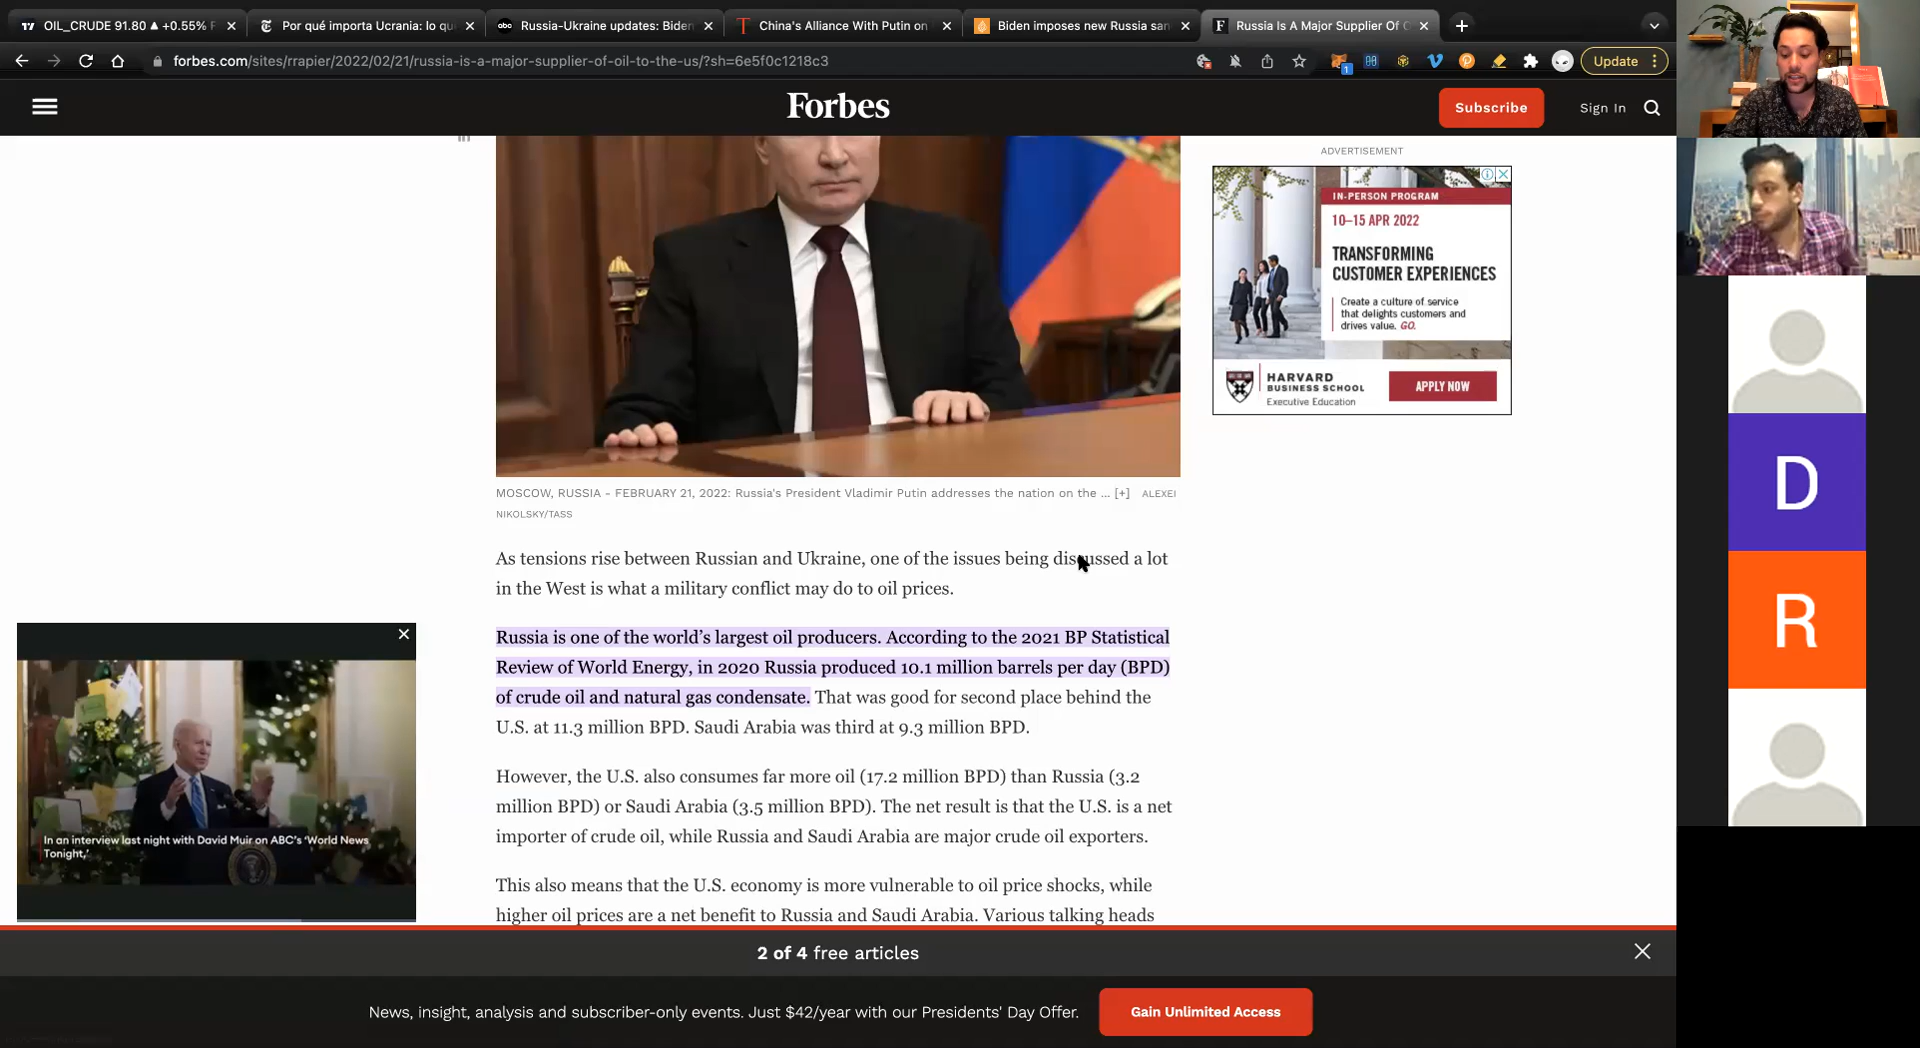 OIL_CRUDE 91.80 ▲ +0.55%
Por qué importa Ucrania: lo qu
abc
Russia-Ukraine updates: Biden
China's Alliance With Putin on
Biden imposes new Russia san
Russia Is A Major Supplier Of O
forbes.com/sites/rrapier/2022/02/21/russia-is-a-major-supplier-of-oil-to-the-us/?sh=6e5f0c1218c3
1
Update
Forbes
Subscribe
Sign In
ADVERTISEMENT
IN-PERSON PROGRAM
10–15 APR 2022
TRANSFORMING
CUSTOMER EXPERIENCES
Create a culture of service
that delights customers and
drives value. GO.
HARVARD
BUSINESS SCHOOL
Executive Education
APPLY NOW
MOSCOW, RUSSIA - FEBRUARY 21, 2022: Russia's President Vladimir Putin addresses the nation on the ... [+] ALEXEI
NIKOLSKY/TASS
As tensions rise between Russian and Ukraine, one of the issues being discussed a lot
in the West is what a military conflict may do to oil prices.
Russia is one of the world's largest oil producers. According to the 2021 BP Statistical
Review of World Energy, in 2020 Russia produced 10.1 million barrels per day (BPD)
of crude oil and natural gas condensate. That was good for second place behind the
U.S. at 11.3 million BPD. Saudi Arabia was third at 9.3 million BPD.
However, the U.S. also consumes far more oil (17.2 million BPD) than Russia (3.2
million BPD) or Saudi Arabia (3.5 million BPD). The net result is that the U.S. is a net
importer of crude oil, while Russia and Saudi Arabia are major crude oil exporters.
This also means that the U.S. economy is more vulnerable to oil price shocks, while
higher oil prices are a net benefit to Russia and Saudi Arabia. Various talking heads
In an interview last night with David Muir on ABC's 'World News
Tonight,'
D
R
2 of 4 free articles
News, insight, analysis and subscriber-only events. Just $42/year with our Presidents' Day Offer.
Gain Unlimited Access